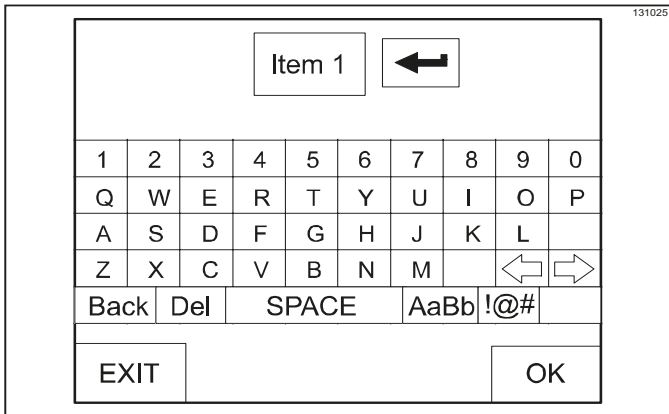 131025
Item 1
1 2 3 4 5 6 7 8 9 0
Q W E R T Y U I O P
A S D F G H J K L
Z X C V B N M
Back Del SPACE AaBb !@#
EXIT OK